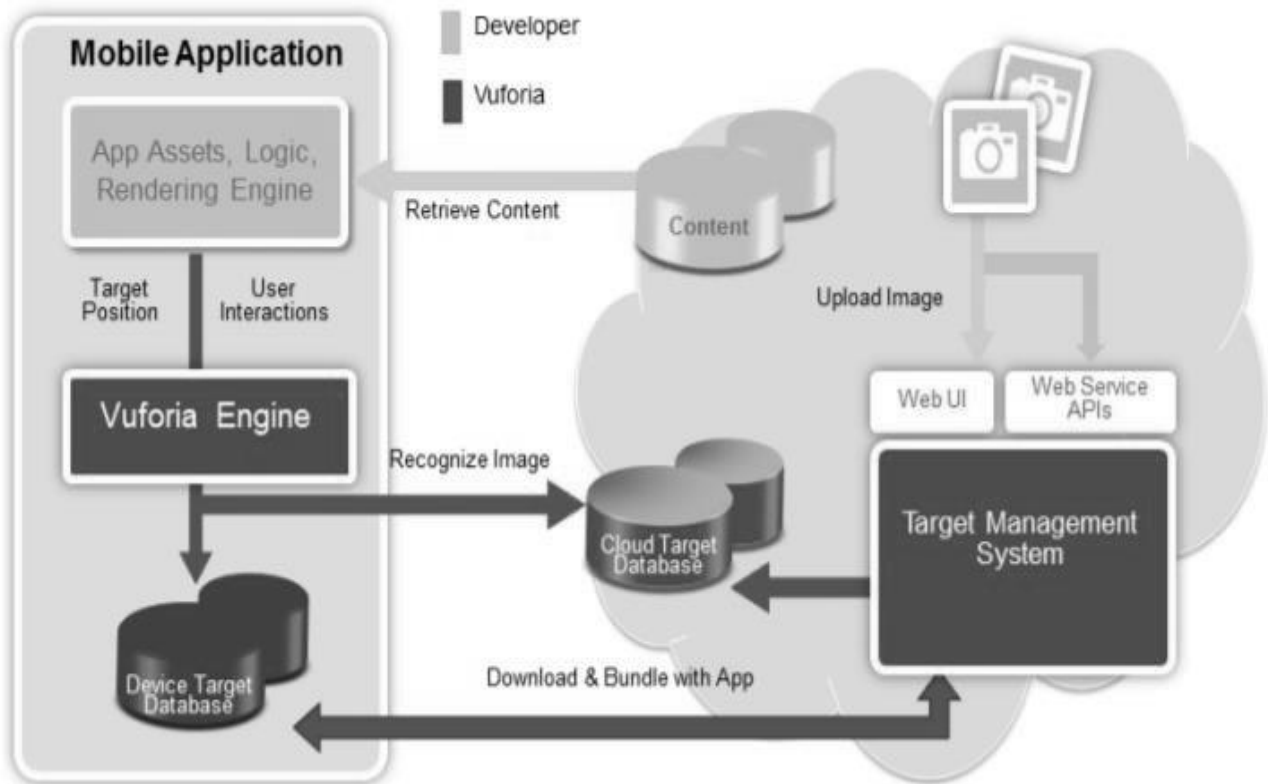 Mobile Application
Developer
Vuforia
App Assets, Logic,
Rendering Engine
Retrieve Content
Content
Upload Image
Target
Position
User
Interactions
Web UI
Web Service
APIs
Vuforia Engine
Recognize Image
Cloud Target
Database
Target Management
System
Device Target
Database
Download & Bundle with App